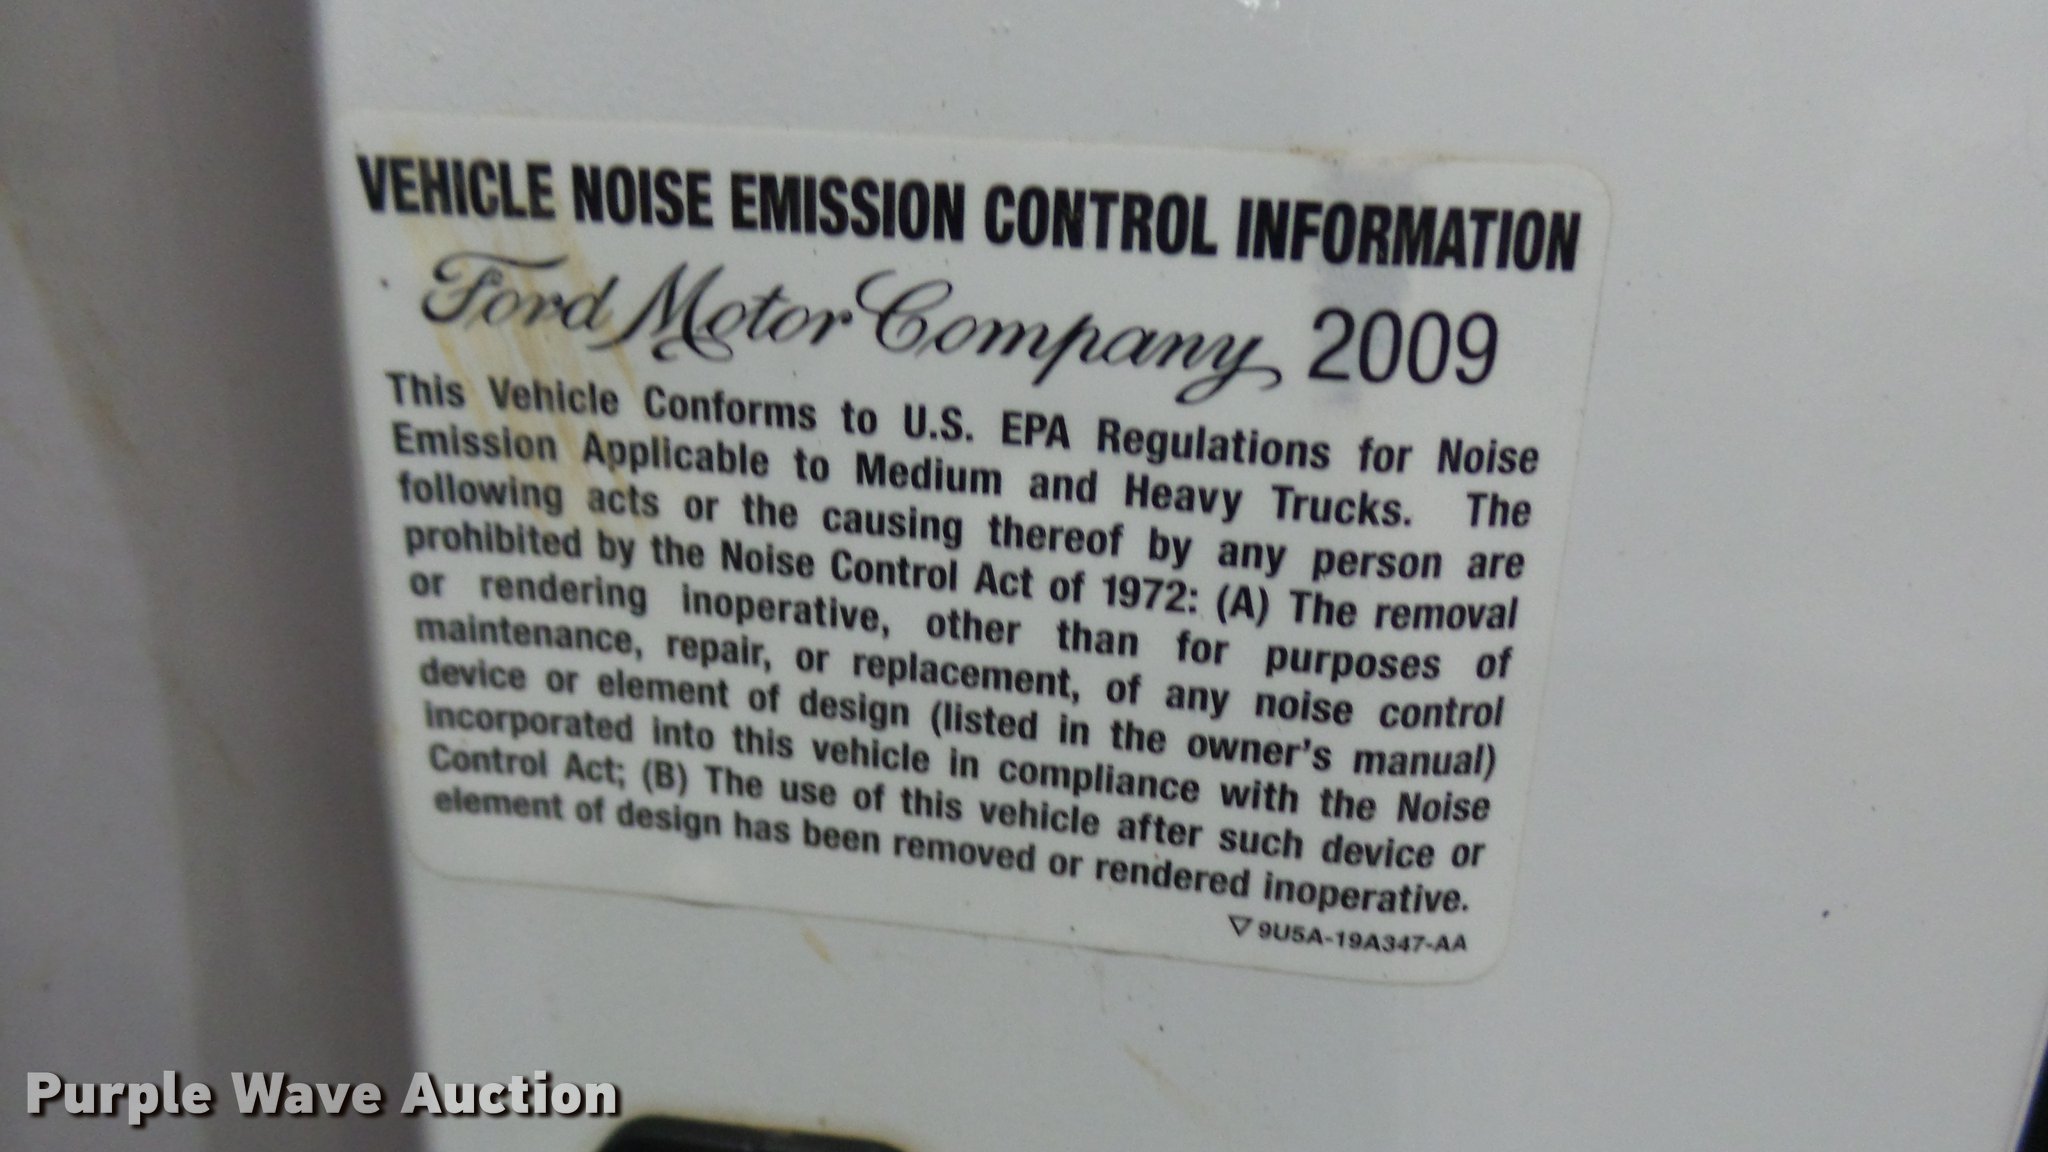 VEHICLE NOISE EMISSION CONTROL INFORMATION
Ford Motor Company 2009
This Vehicle Conforms to U.S. EPA Regulations for Noise
Emission Applicable to Medium and Heavy Trucks. The
following acts or the causing thereof by any person are
prohibited by the Noise Control Act of 1972: (A) The removal
or rendering inoperative, other than for purposes of
maintenance, repair, or replacement, of any noise control
device or element of design (listed in the owner's manual)
incorporated into this vehicle in compliance with the Noise
Control Act; (B) The use of this vehicle after such device or
element of design has been removed or rendered inoperative.
▽ 9U5A-19A347-AA
Purple Wave Auction